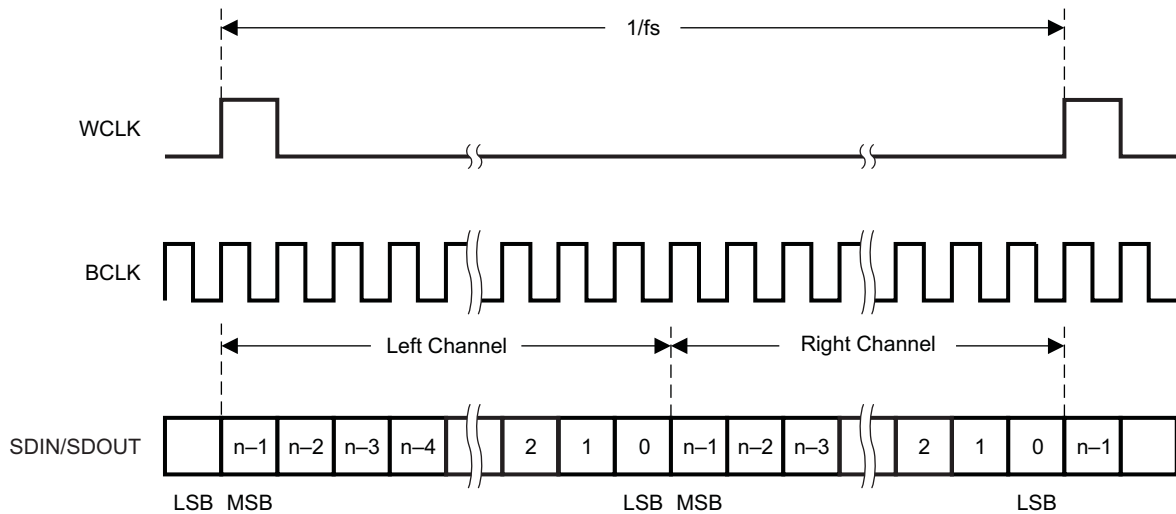 1/fs
WCLK
BCLK
Left Channel Right Channel
SDIN/SDOUT n–1 n–2 n–3 n–4 2 1 0 n–1 n–2 n–3 2 1 0 n–1
LSB MSB LSB MSB LSB